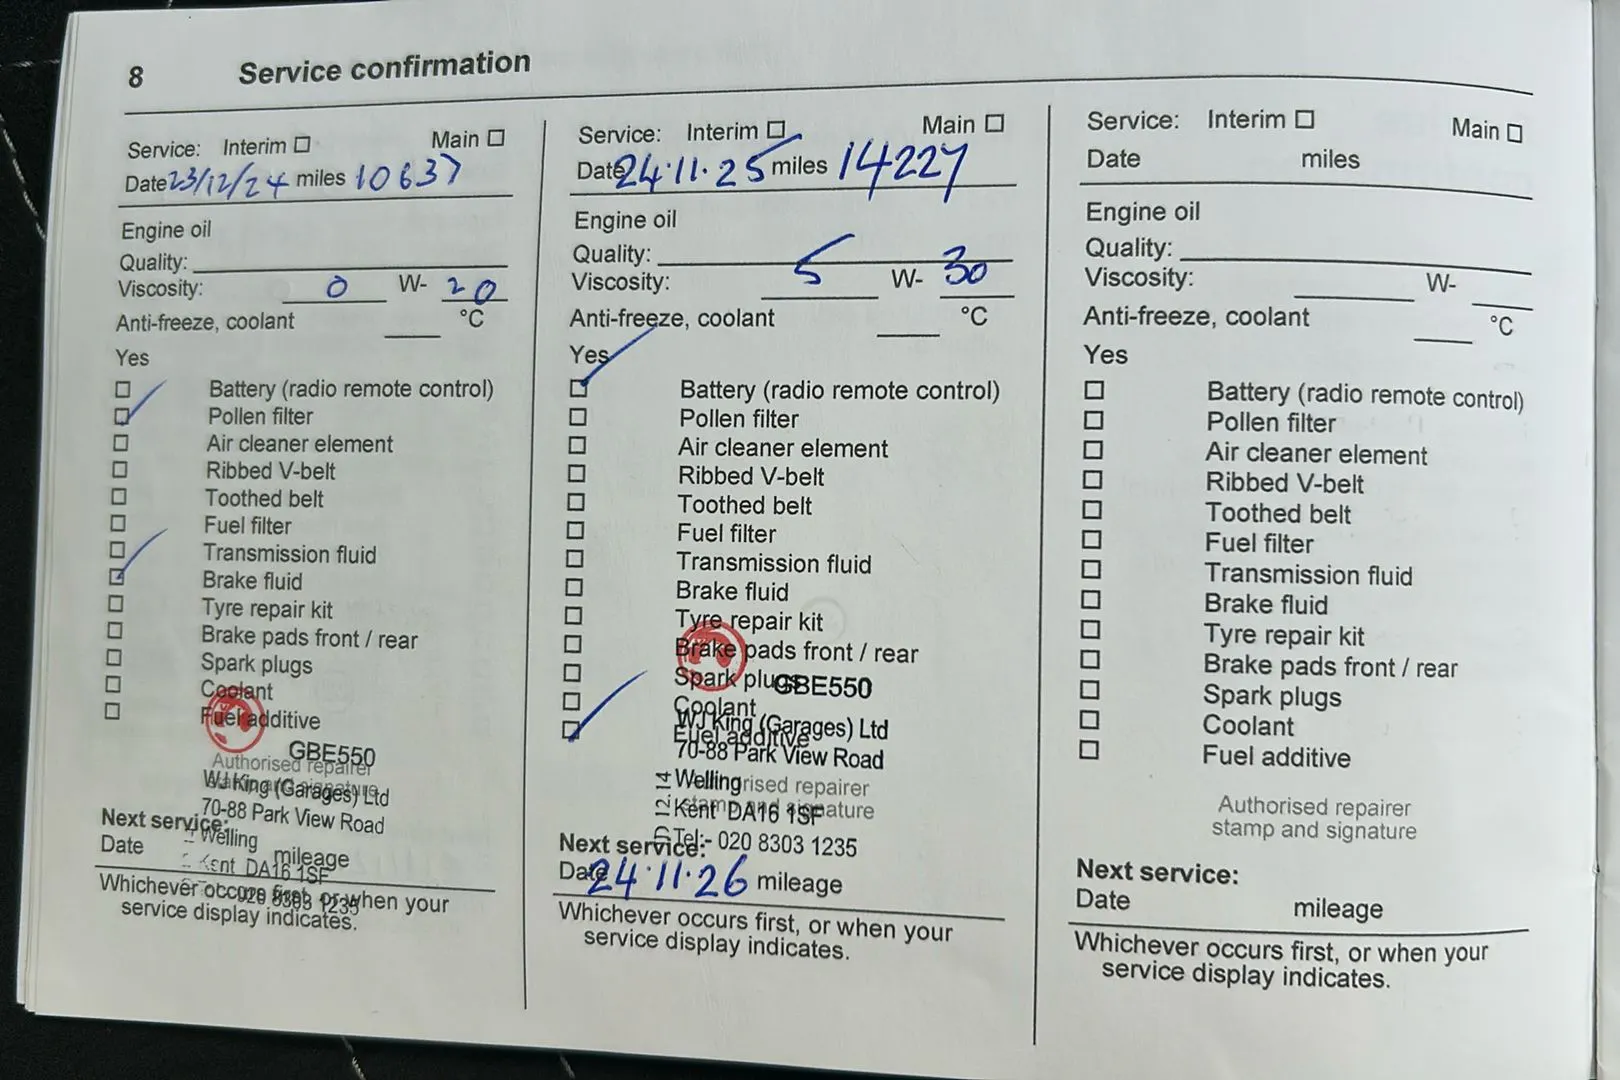 8 Service confirmation
Service: Interim ☐ Main ☐
Date 23/12/24 miles 10637
Engine oil
Quality:
Viscosity: 0 W- 20
Anti-freeze, coolant °C
Yes
☐ Battery (radio remote control)
☑ Pollen filter
☐ Air cleaner element
☐ Ribbed V-belt
☐ Toothed belt
☐ Fuel filter
☐ Transmission fluid
☑ Brake fluid
☐ Tyre repair kit
☐ Brake pads front / rear
☐ Spark plugs
☐ Coolant
☐ Fuel additive
GBE550
Authorised repairer
WJ King (Garages) Ltd
70-88 Park View Road
Next service:
Welling
Date mileage
Kent DA16 1SF
Whichever occurs first, or when your
020 8303 1235
service display indicates.
Service: Interim ☑ Main ☐
Date 24.11.25 miles 14227
Engine oil
Quality:
Viscosity: 5 W- 30
Anti-freeze, coolant °C
Yes
☑ Battery (radio remote control)
☐ Pollen filter
☐ Air cleaner element
☐ Ribbed V-belt
☐ Toothed belt
☐ Fuel filter
☐ Transmission fluid
☐ Brake fluid
☐ Tyre repair kit
☐ Brake pads front / rear
☐ Spark plugs
GBE550
☐ Coolant
WJ King (Garages) Ltd
☑ Fuel additive
70-88 Park View Road
Welling
repairer
stamp and signature
Kent DA16 1SF
Tel:- 020 8303 1235
Next service:
Date 24.11.26 mileage
Whichever occurs first, or when your
service display indicates.
Service: Interim ☐ Main ☐
Date miles
Engine oil
Quality:
Viscosity: W-
Anti-freeze, coolant °C
Yes
☐ Battery (radio remote control)
☐ Pollen filter
☐ Air cleaner element
☐ Ribbed V-belt
☐ Toothed belt
☐ Fuel filter
☐ Transmission fluid
☐ Brake fluid
☐ Tyre repair kit
☐ Brake pads front / rear
☐ Spark plugs
☐ Coolant
☐ Fuel additive
Authorised repairer
stamp and signature
Next service:
Date mileage
Whichever occurs first, or when your
service display indicates.